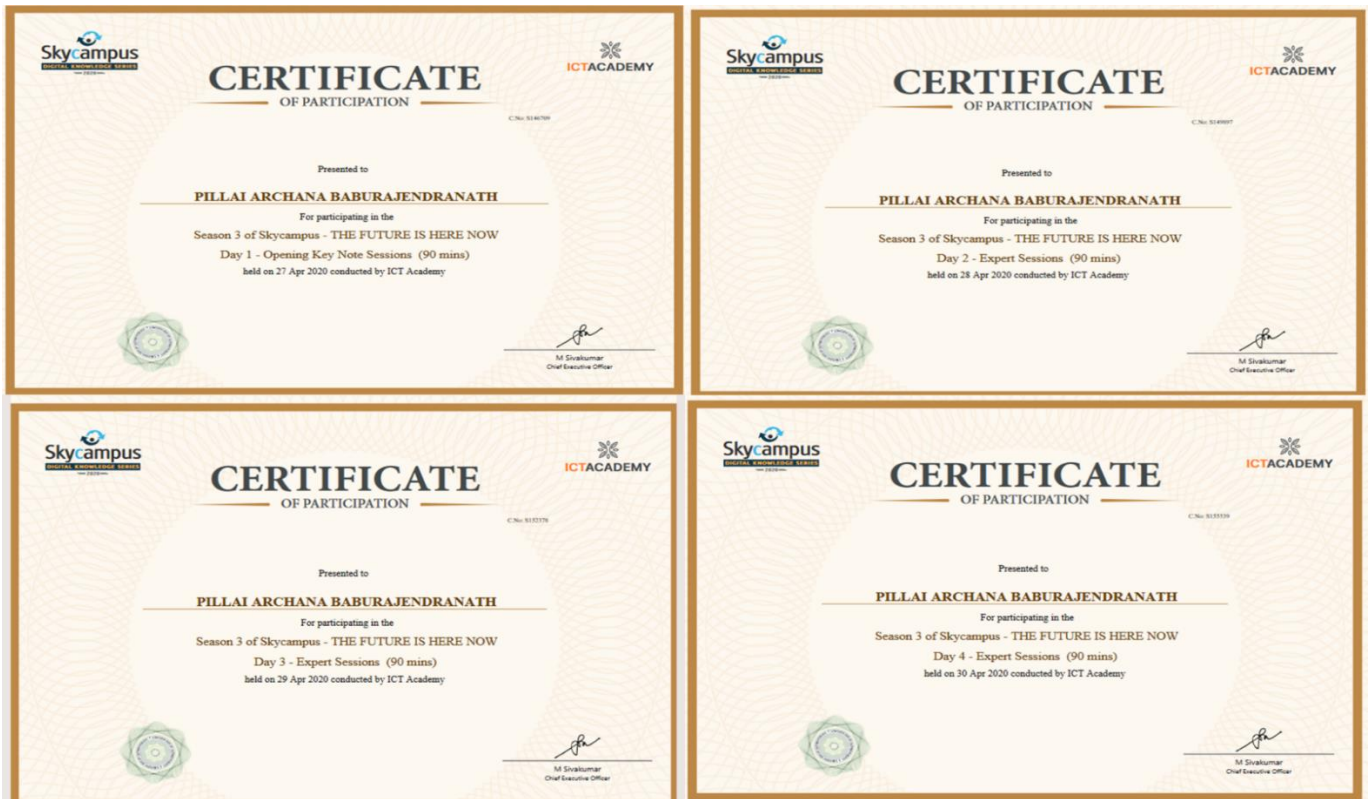 Skycampus
DIGITAL KNOWLEDGE SERIES
2020
ICTACADEMY
CERTIFICATE
OF PARTICIPATION
C.No: S146709
Presented to
PILLAI ARCHANA BABURAJENDRANATH
For participating in the
Season 3 of Skycampus - THE FUTURE IS HERE NOW
Day 1 - Opening Key Note Sessions (90 mins)
held on 27 Apr 2020 conducted by ICT Academy
M Sivakumar
Chief Executive Officer
Skycampus
DIGITAL KNOWLEDGE SERIES
2020
ICTACADEMY
CERTIFICATE
OF PARTICIPATION
C.No:
Presented to
PILLAI ARCHANA BABURAJENDRANATH
For participating in the
Season 3 of Skycampus - THE FUTURE IS HERE NOW
Day 2 - Expert Sessions (90 mins)
held on 28 Apr 2020 conducted by ICT Academy
M Sivakumar
Chief Executive Officer
Skycampus
DIGITAL KNOWLEDGE SERIES
2020
ICTACADEMY
CERTIFICATE
OF PARTICIPATION
C.No:
Presented to
PILLAI ARCHANA BABURAJENDRANATH
For participating in the
Season 3 of Skycampus - THE FUTURE IS HERE NOW
Day 3 - Expert Sessions (90 mins)
held on 29 Apr 2020 conducted by ICT Academy
M Sivakumar
Chief Executive Officer
Skycampus
DIGITAL KNOWLEDGE SERIES
2020
ICTACADEMY
CERTIFICATE
OF PARTICIPATION
C.No:
Presented to
PILLAI ARCHANA BABURAJENDRANATH
For participating in the
Season 3 of Skycampus - THE FUTURE IS HERE NOW
Day 4 - Expert Sessions (90 mins)
held on 30 Apr 2020 conducted by ICT Academy
M Sivakumar
Chief Executive Officer